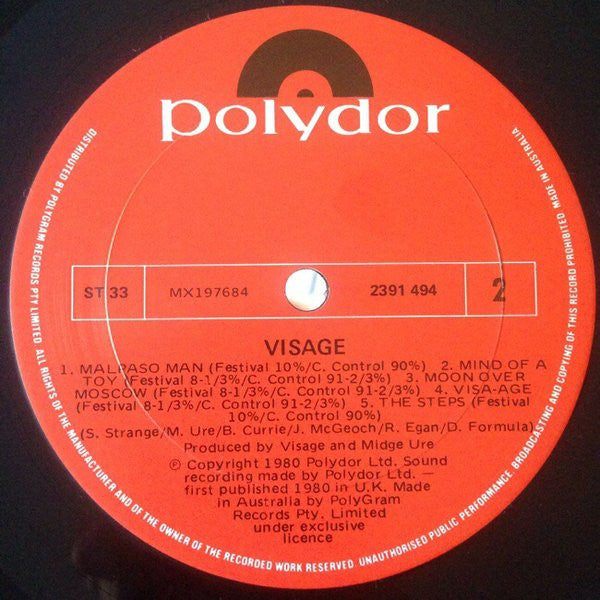 polydor
ST 33
MX197684
2391 494
2
VISAGE
1. MALPASO MAN (Festival 10%/C. Control 90%) 2. MIND OF A
TOY (Festival 8-1/3%/C. Control 91-2/3%) 3. MOON OVER
MOSCOW (Festival 8-1/3%/C. Control 91-2/3%) 4. VISA-AGE
(Festival 8-1/3%/C. Control 91-2/3%) 5. THE STEPS (Festival
10%/C. Control 90%)
(S. Strange/M. Ure/B. Currie/J. McGeoch/R. Egan/D. Formula)
Produced by Visage and Midge Ure
℗ Copyright 1980 Polydor Ltd. Sound
recording made by Polydor Ltd. —
first published 1980 in U.K. Made
in Australia by PolyGram
Records Pty. Limited
under exclusive
licence
DISTRIBUTED BY POLYGRAM RECORDS PTY LIMITED ALL RIGHTS OF THE MANUFACTURER AND OF THE OWNER OF THE RECORDED WORK RESERVED UNAUTHORISED PUBLIC PERFORMANCE, BROADCASTING AND COPYING OF THIS RECORD PROHIBITED MADE IN AUSTRALIA